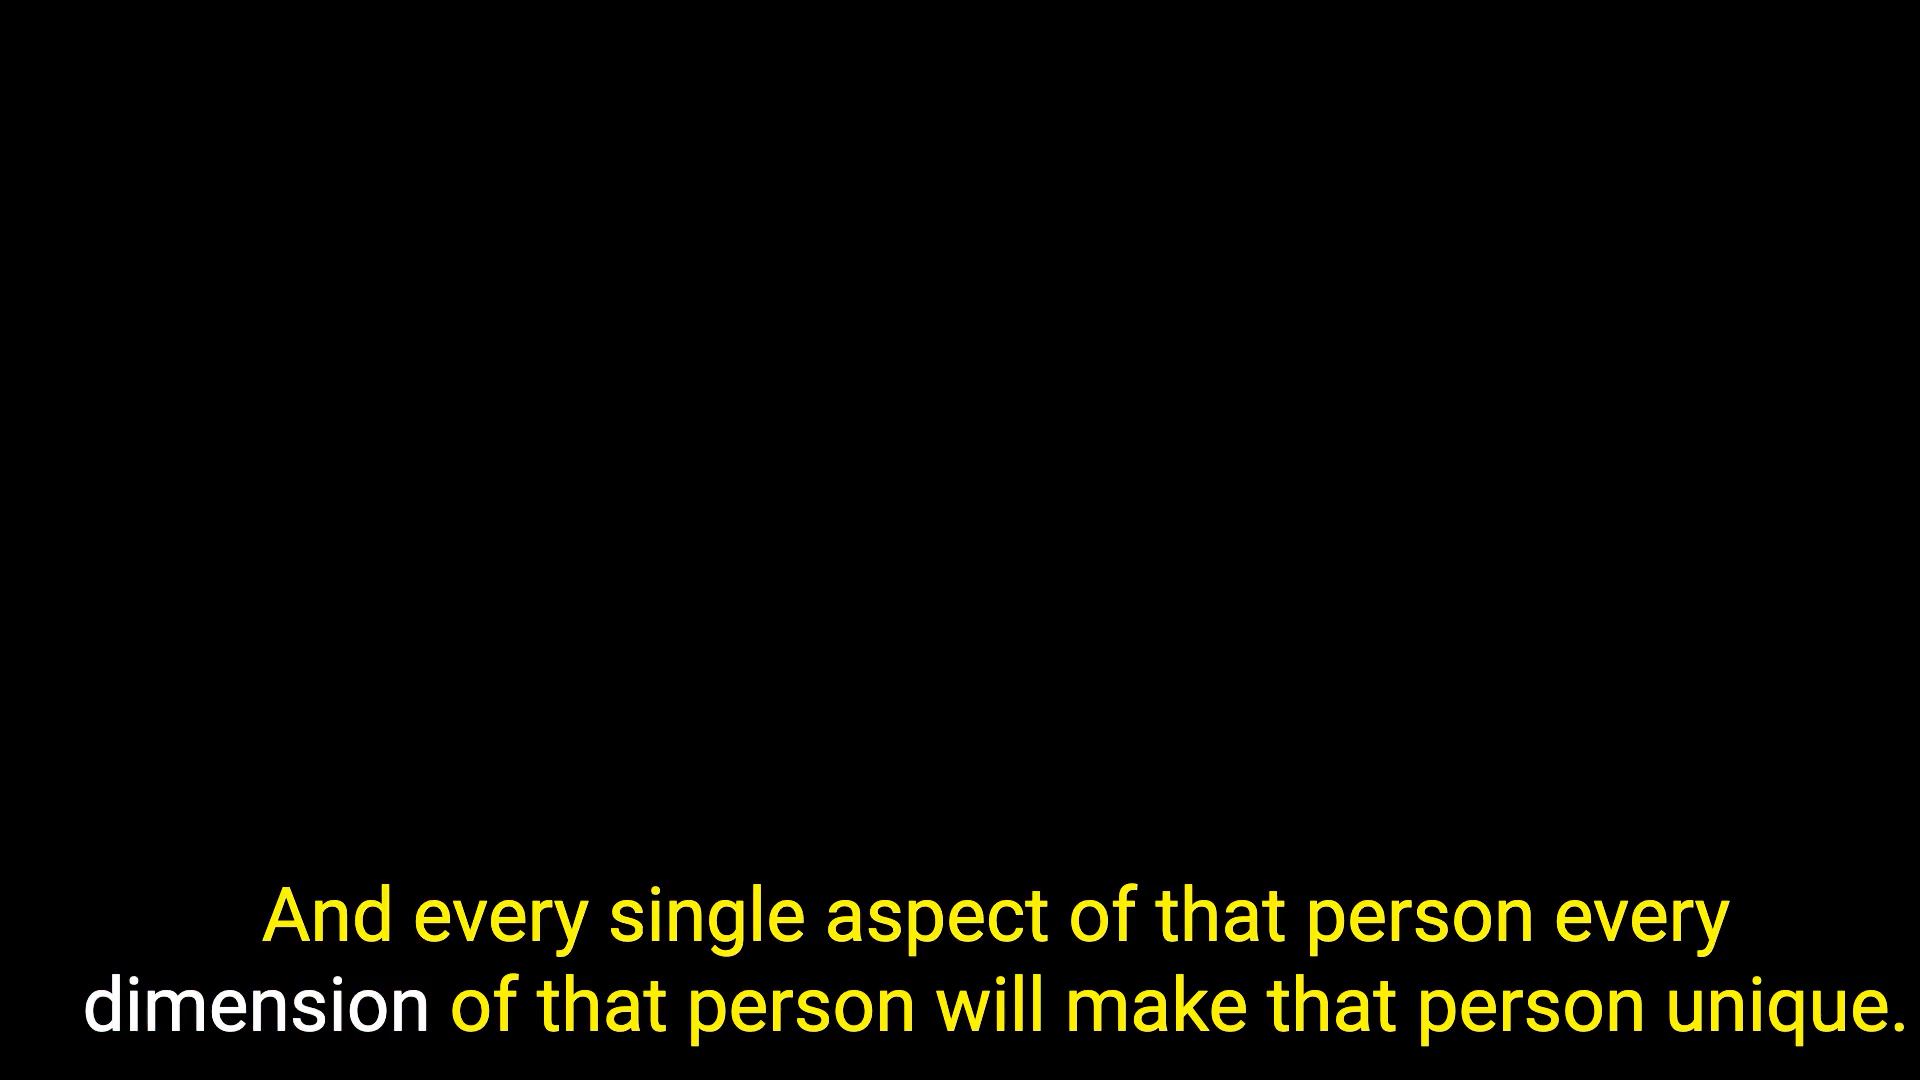 And every single aspect of that person every
dimension of that person will make that person unique.